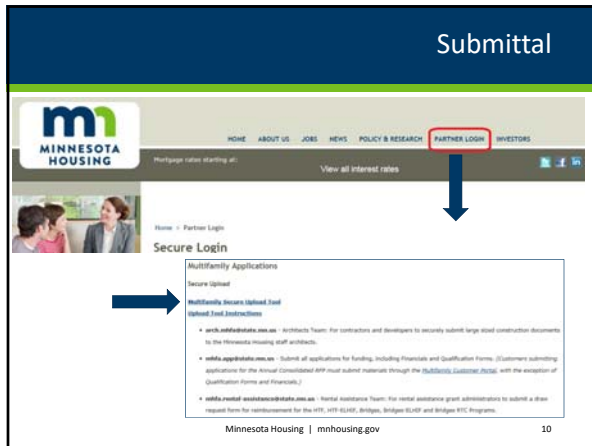 Submittal
mn
MINNESOTA
HOUSING
HOME ABOUT US JOBS NEWS POLICY & RESEARCH PARTNER LOGIN INVESTORS
Mortgage rates starting at:
View all interest rates
Home > Partner Login
Secure Login
Multifamily Applications
Secure Upload
Multifamily Secure Upload Tool
Upload Tool Instructions
• arch.mhfa@state.mn.us - Architects Team: For contractors and developers to securely submit large sized construction documents
to the Minnesota Housing staff architects.
• mhfa.app@state.mn.us - Submit all applications for funding, including Financials and Qualification Forms. (Customers submitting
applications for the Annual Consolidated RFP must submit materials through the Multifamily Customer Portal, with the exception of
Qualification Forms and Financials.)
• mhfa.rental-assistance@state.mn.us - Rental Assistance Team: For rental assistance grant administrators to submit a draw
request form for reimbursement for the HTF, HTF-ELHIF, Bridges, Bridges ELHIF and Bridges RTC Programs.
Minnesota Housing | mnhousing.gov 10